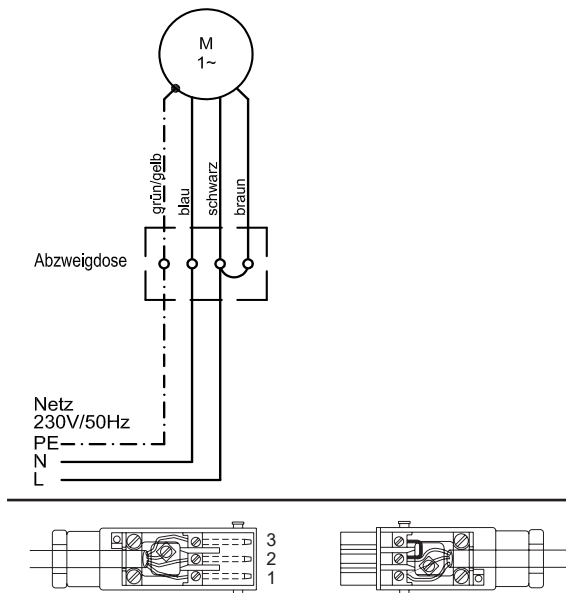 M
1~
grün/gelb
blau
schwarz
braun
Abzweigdose
Netz
230V/50Hz
PE
N
L
3
2
1